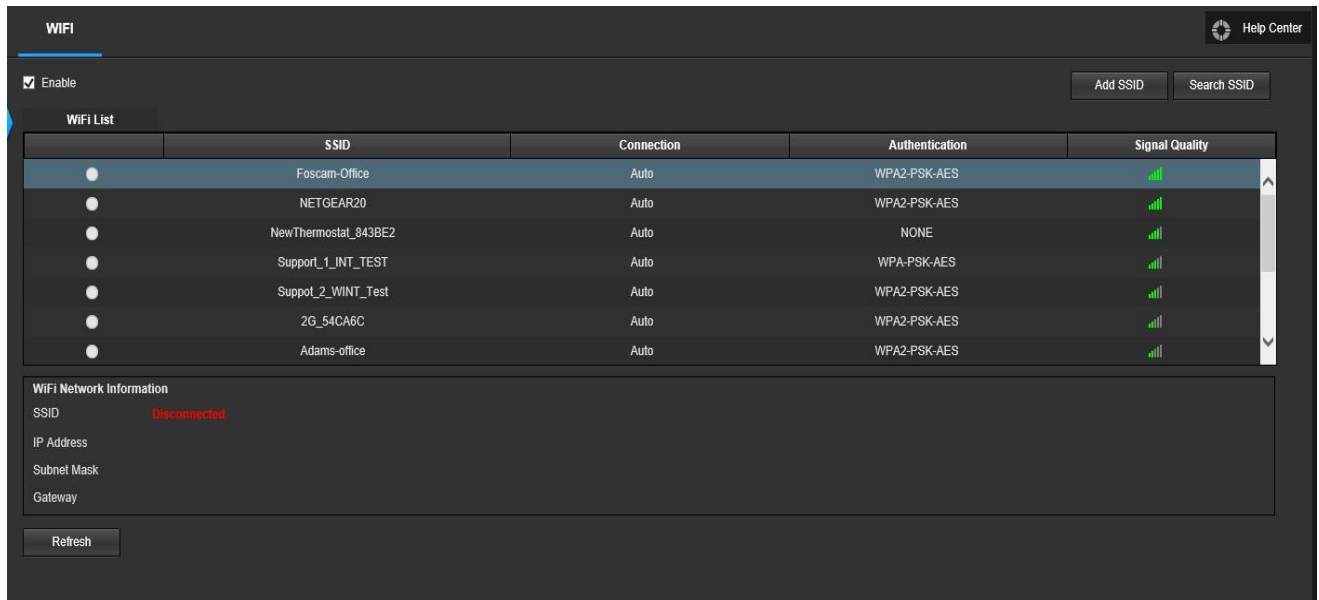 WIFI Help Center
Enable Add SSID Search SSID
WiFi List
SSID Connection Authentication Signal Quality
Foscam-Office Auto WPA2-PSK-AES
NETGEAR20 Auto WPA2-PSK-AES
NewThermostat_843BE2 Auto NONE
Support_1_INT_TEST Auto WPA-PSK-AES
Suppot_2_WINT_Test Auto WPA2-PSK-AES
2G_54CA6C Auto WPA2-PSK-AES
Adams-office Auto WPA2-PSK-AES
WiFi Network Information
SSID Disconnected
IP Address
Subnet Mask
Gateway
Refresh